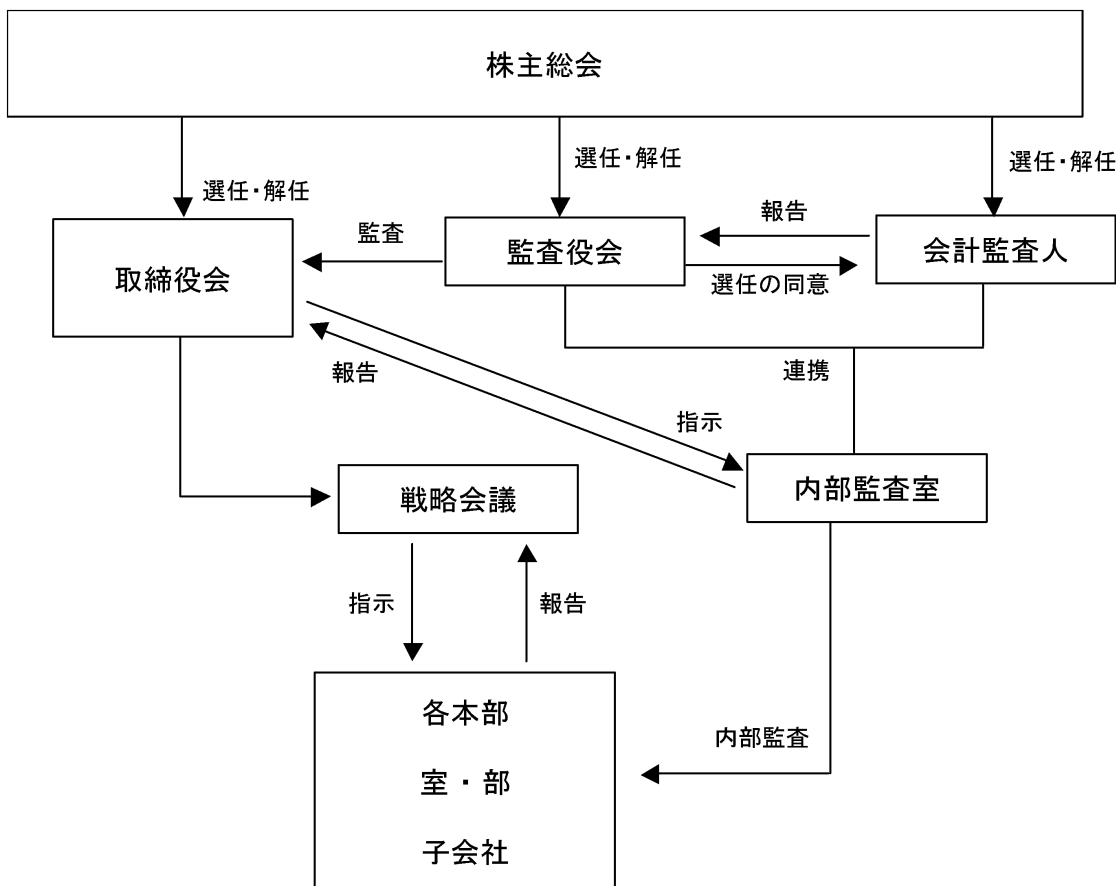 株主総会
選任・解任
選任・解任
選任・解任
取締役会
監査
監査役会
報告
選任の同意
会計監査人
報告
指示
連携
戦略会議
内部監査室
指示
報告
各本部
室・部
子会社
内部監査